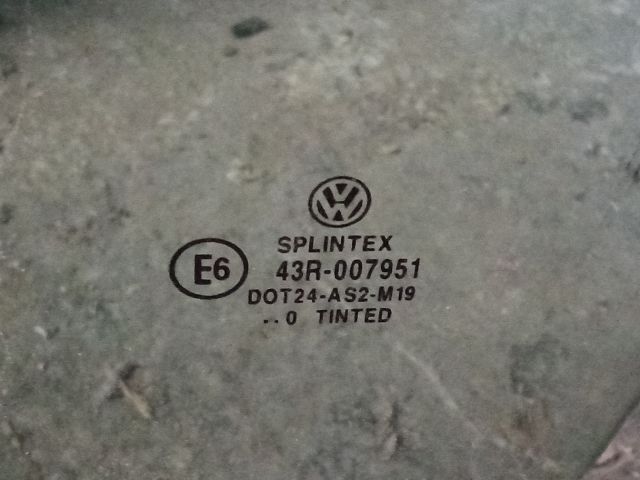 SPLINTEX
E6 43R-007951
DOT24-AS2-M19
..0 TINTED